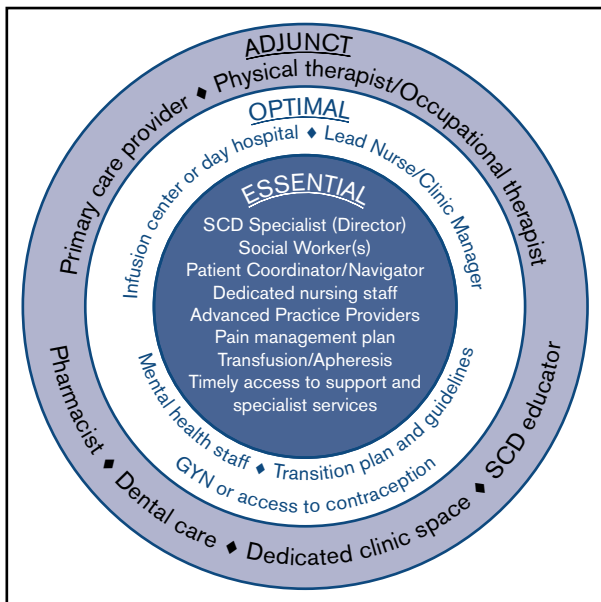 ADJUNCT
Primary care provider ♦ Physical therapist/Occupational therapist
OPTIMAL
Infusion center or day hospital ♦ Lead Nurse/Clinic Manager
ESSENTIAL
SCD Specialist (Director)
Social Worker(s)
Patient Coordinator/Navigator
Dedicated nursing staff
Advanced Practice Providers
Pain management plan
Transfusion/Apheresis
Timely access to support and
specialist services
Mental health staff ♦ Transition plan and guidelines
GYN or access to contraception
Pharmacist ♦ Dental care ♦ Dedicated clinic space ♦ SCD educator